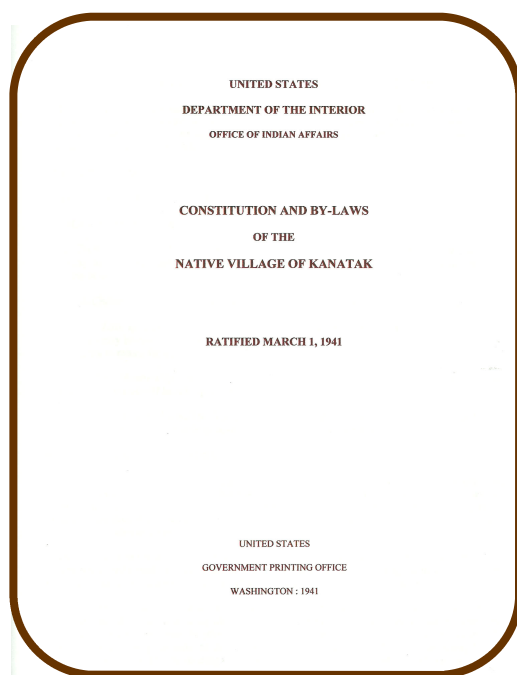 UNITED STATES
DEPARTMENT OF THE INTERIOR
OFFICE OF INDIAN AFFAIRS
CONSTITUTION AND BY-LAWS
OF THE
NATIVE VILLAGE OF KANATAK
RATIFIED MARCH 1, 1941
UNITED STATES
GOVERNMENT PRINTING OFFICE
WASHINGTON : 1941